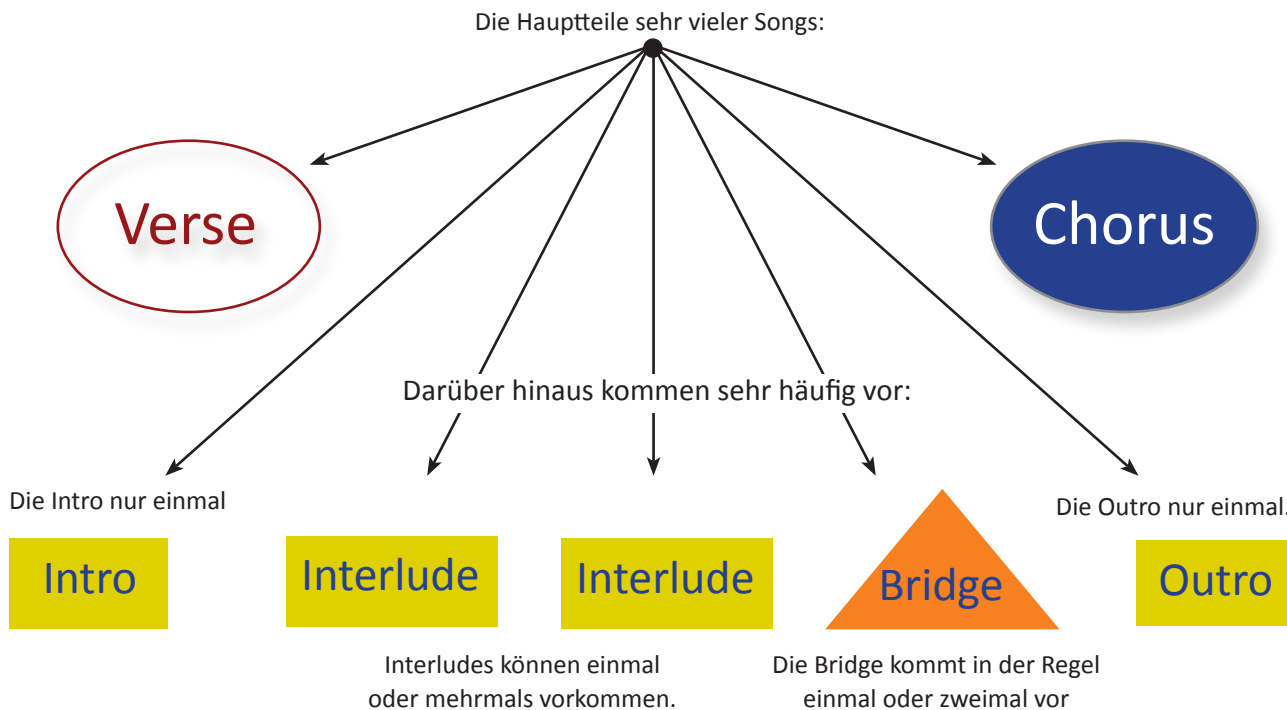 Die Hauptteile sehr vieler Songs:
Verse
Chorus
Darüber hinaus kommen sehr häufig vor:
Die Intro nur einmal
Die Outro nur einmal.
Intro
Interlude
Interlude
Bridge
Outro
Interludes können einmal
oder mehrmals vorkommen.
Die Bridge kommt in der Regel
einmal oder zweimal vor